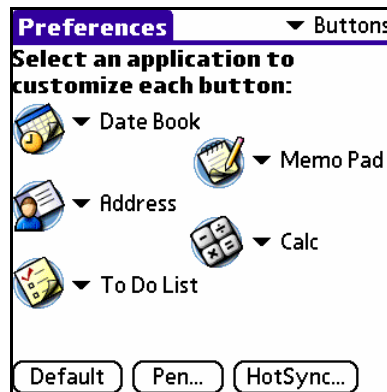 Preferences
Buttons
Select an application to
customize each button:
Date Book
Memo Pad
Address
Calc
To Do List
Default
Pen...
HotSync...